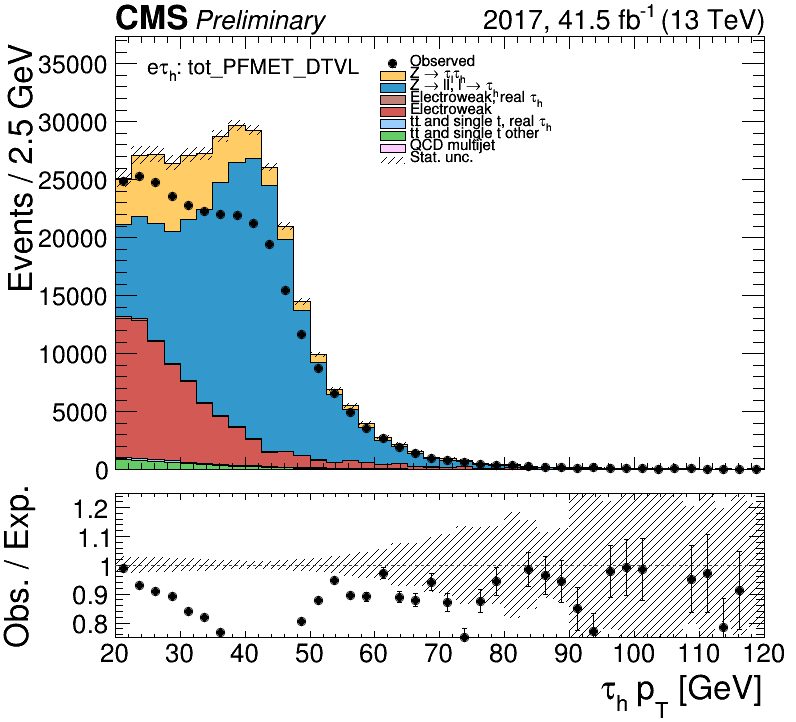 CMS Preliminary 2017, 41.5 fb⁻¹ (13 TeV)
Events / 2.5 GeV
eτh: tot_PFMET_DTVL
Observed
Z → τ τh
Z → ll, l → τh
Electroweak, real τh
Electroweak
tt and single t, real τh
tt and single t other
QCD multijet
Stat. unc.
35000
30000
25000
20000
15000
10000
5000
0
Obs. / Exp.
1.2
1.1
1
0.9
0.8
20 30 40 50 60 70 80 90 100 110 120
τh pT [GeV]